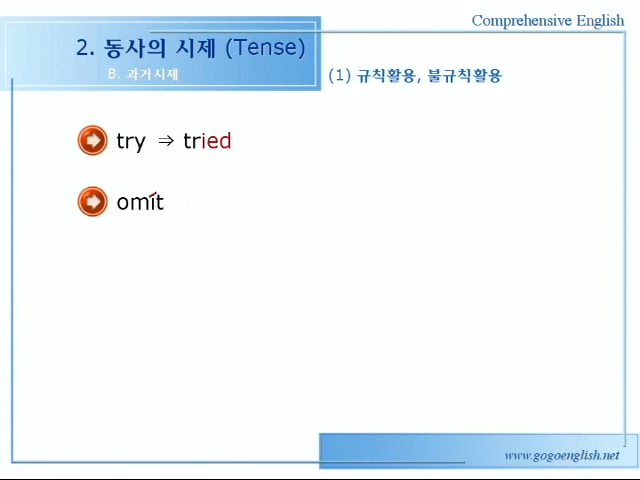 Comprehensive English
2. 동사의 시제 (Tense)
B. 과거시제
(1) 규칙활용, 불규칙활용
try ⇒ tried
omít
www.gogoenglish.net